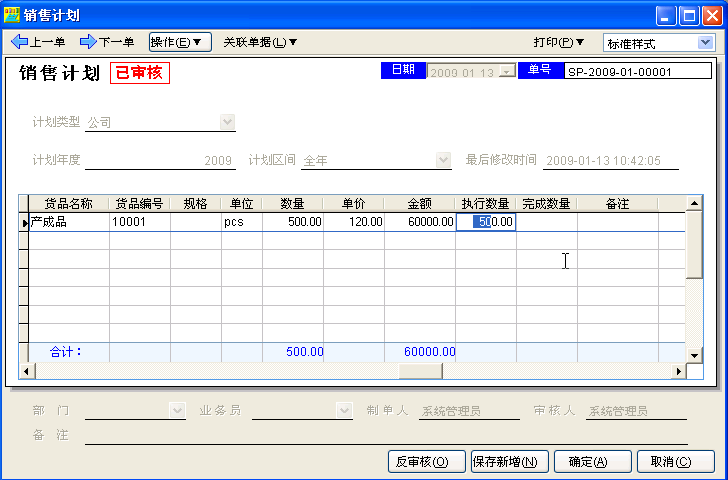 销售计划
上一单 下一单 操作(E)▼ 关联单据(L)▼ 打印(P)▼ 标准样式
销售计划 已审核 日期 2009-01-13 单号 SP-2009-01-00001
计划类型 公司
计划年度 2009 计划区间 全年 最后修改时间 2009-01-13 10:42:05
货品名称 货品编号 规格 单位 数量 单价 金额 执行数量 完成数量 备注
产成品 10001 pcs 500.00 120.00 60000.00 500.00
合计： 500.00 60000.00
部 门 业务员 制单人 系统管理员 审核人 系统管理员
备 注
反审核(O) 保存新增(N) 确定(A) 取消(C)